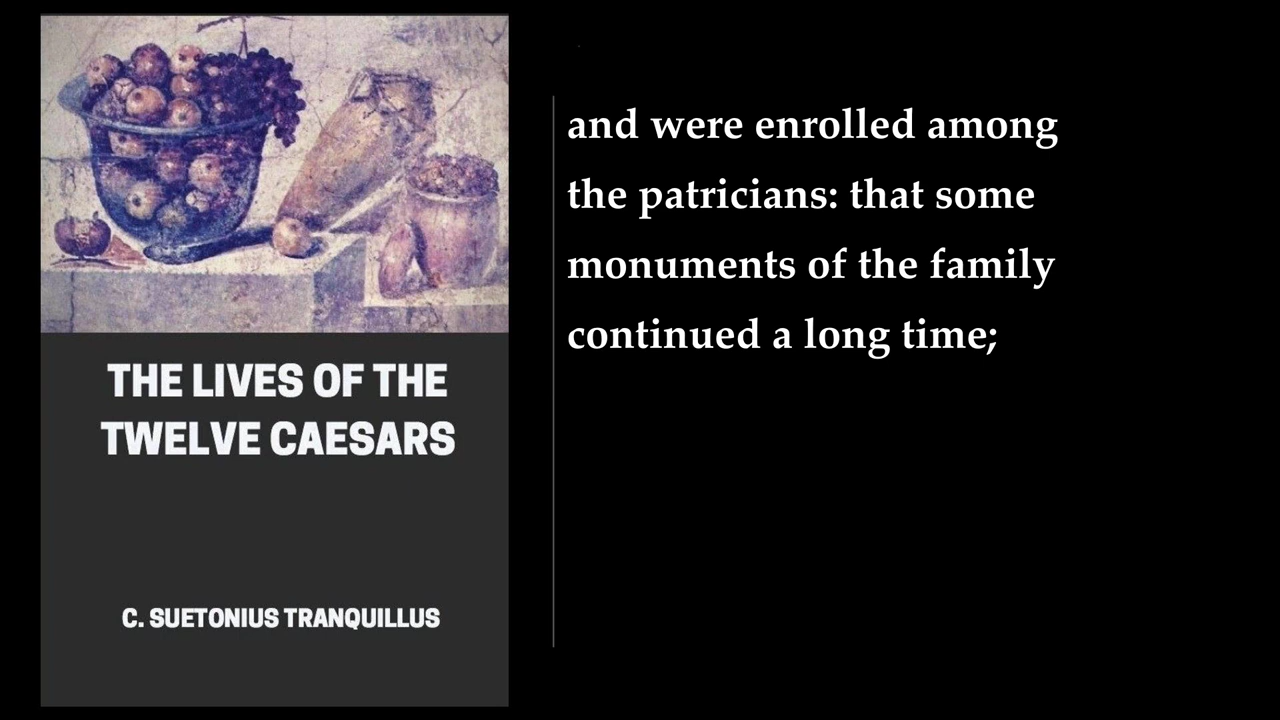 THE LIVES OF THE
TWELVE CAESARS
C. SUETONIUS TRANQUILLUS
and were enrolled among
the patricians: that some
monuments of the family
continued a long time;